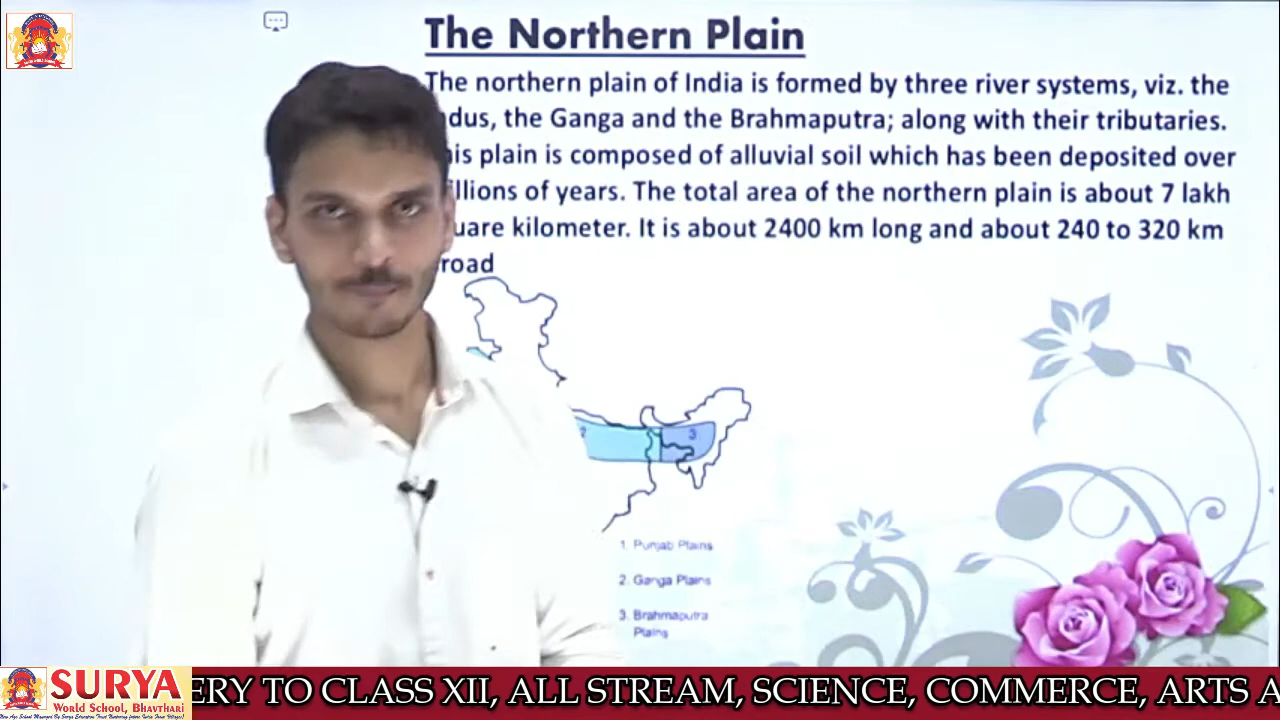 The Northern Plain
The northern plain of India is formed by three river systems, viz. the
dus, the Ganga and the Brahmaputra; along with their tributaries.
is plain is composed of alluvial soil which has been deposited over
illions of years. The total area of the northern plain is about 7 lakh
uare kilometer. It is about 2400 km long and about 240 to 320 km
road
2
3
1. Punjab Plains
2. Ganga Plains
3. Brahmaputra
Plains
SURYA
World School, Bhavthari
ERY TO CLASS XII, ALL STREAM, SCIENCE, COMMERCE, ARTS A